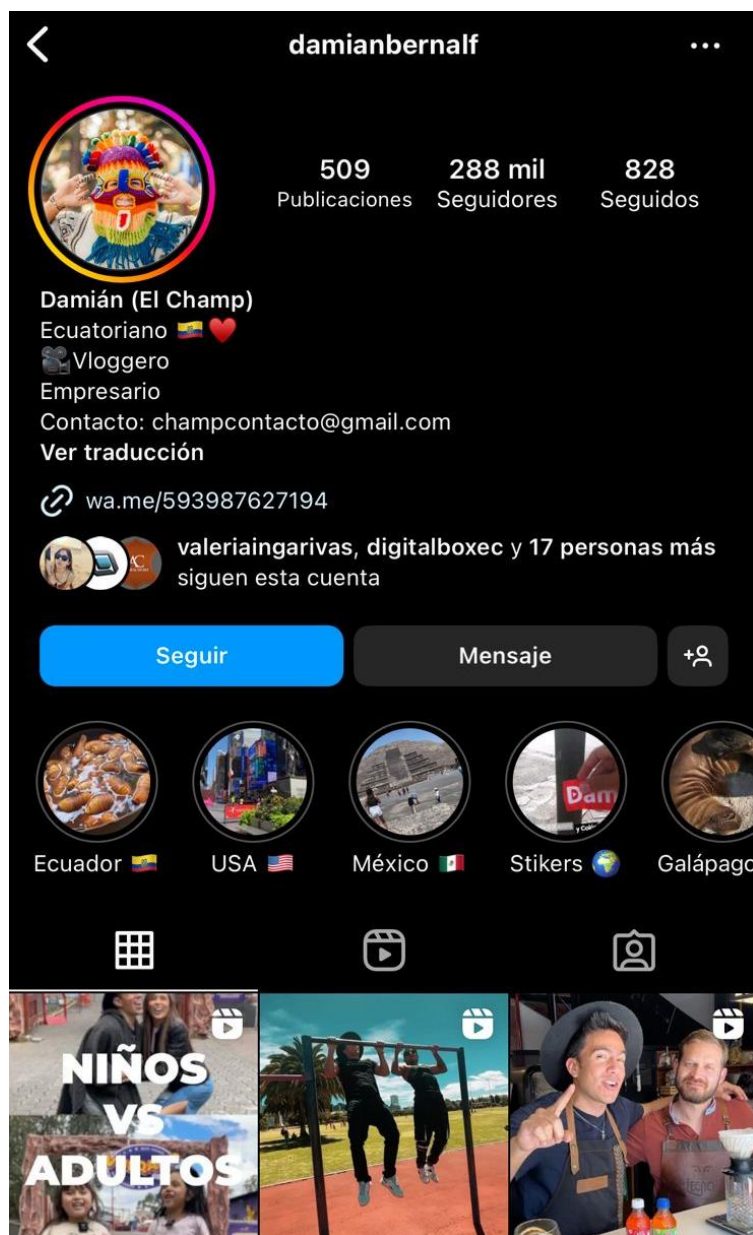 damianbernalf
509 288 mil 828
Publicaciones Seguidores Seguidos
Damián (El Champ)
Ecuatoriano 🇪🇨♥️
🎥Vloggero
Empresario
Contacto: champcontacto@gmail.com
Ver traducción
wa.me/593987627194
valeriaingarivas, digitalboxec y 17 personas más
siguen esta cuenta
Seguir Mensaje
Dam
Ecuador 🇪🇨 USA 🇺🇸 México 🇲🇽 Stikers 🌍 Galápago
NIÑOS
VS
ADULTOS